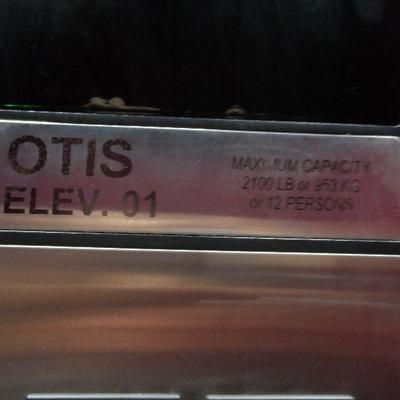 OTIS
ELEV. 01
MAXIMUM CAPACITY
2100 LB or 953 KG
or 12 PERSONS